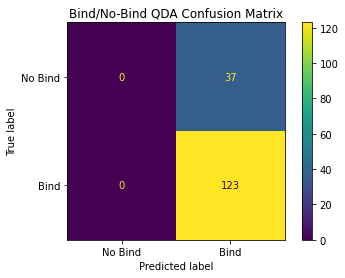 Bind/No-Bind QDA Confusion Matrix
True label
No Bind
0
37
Bind
0
123
No Bind
Bind
Predicted label
120
100
80
60
40
20
0